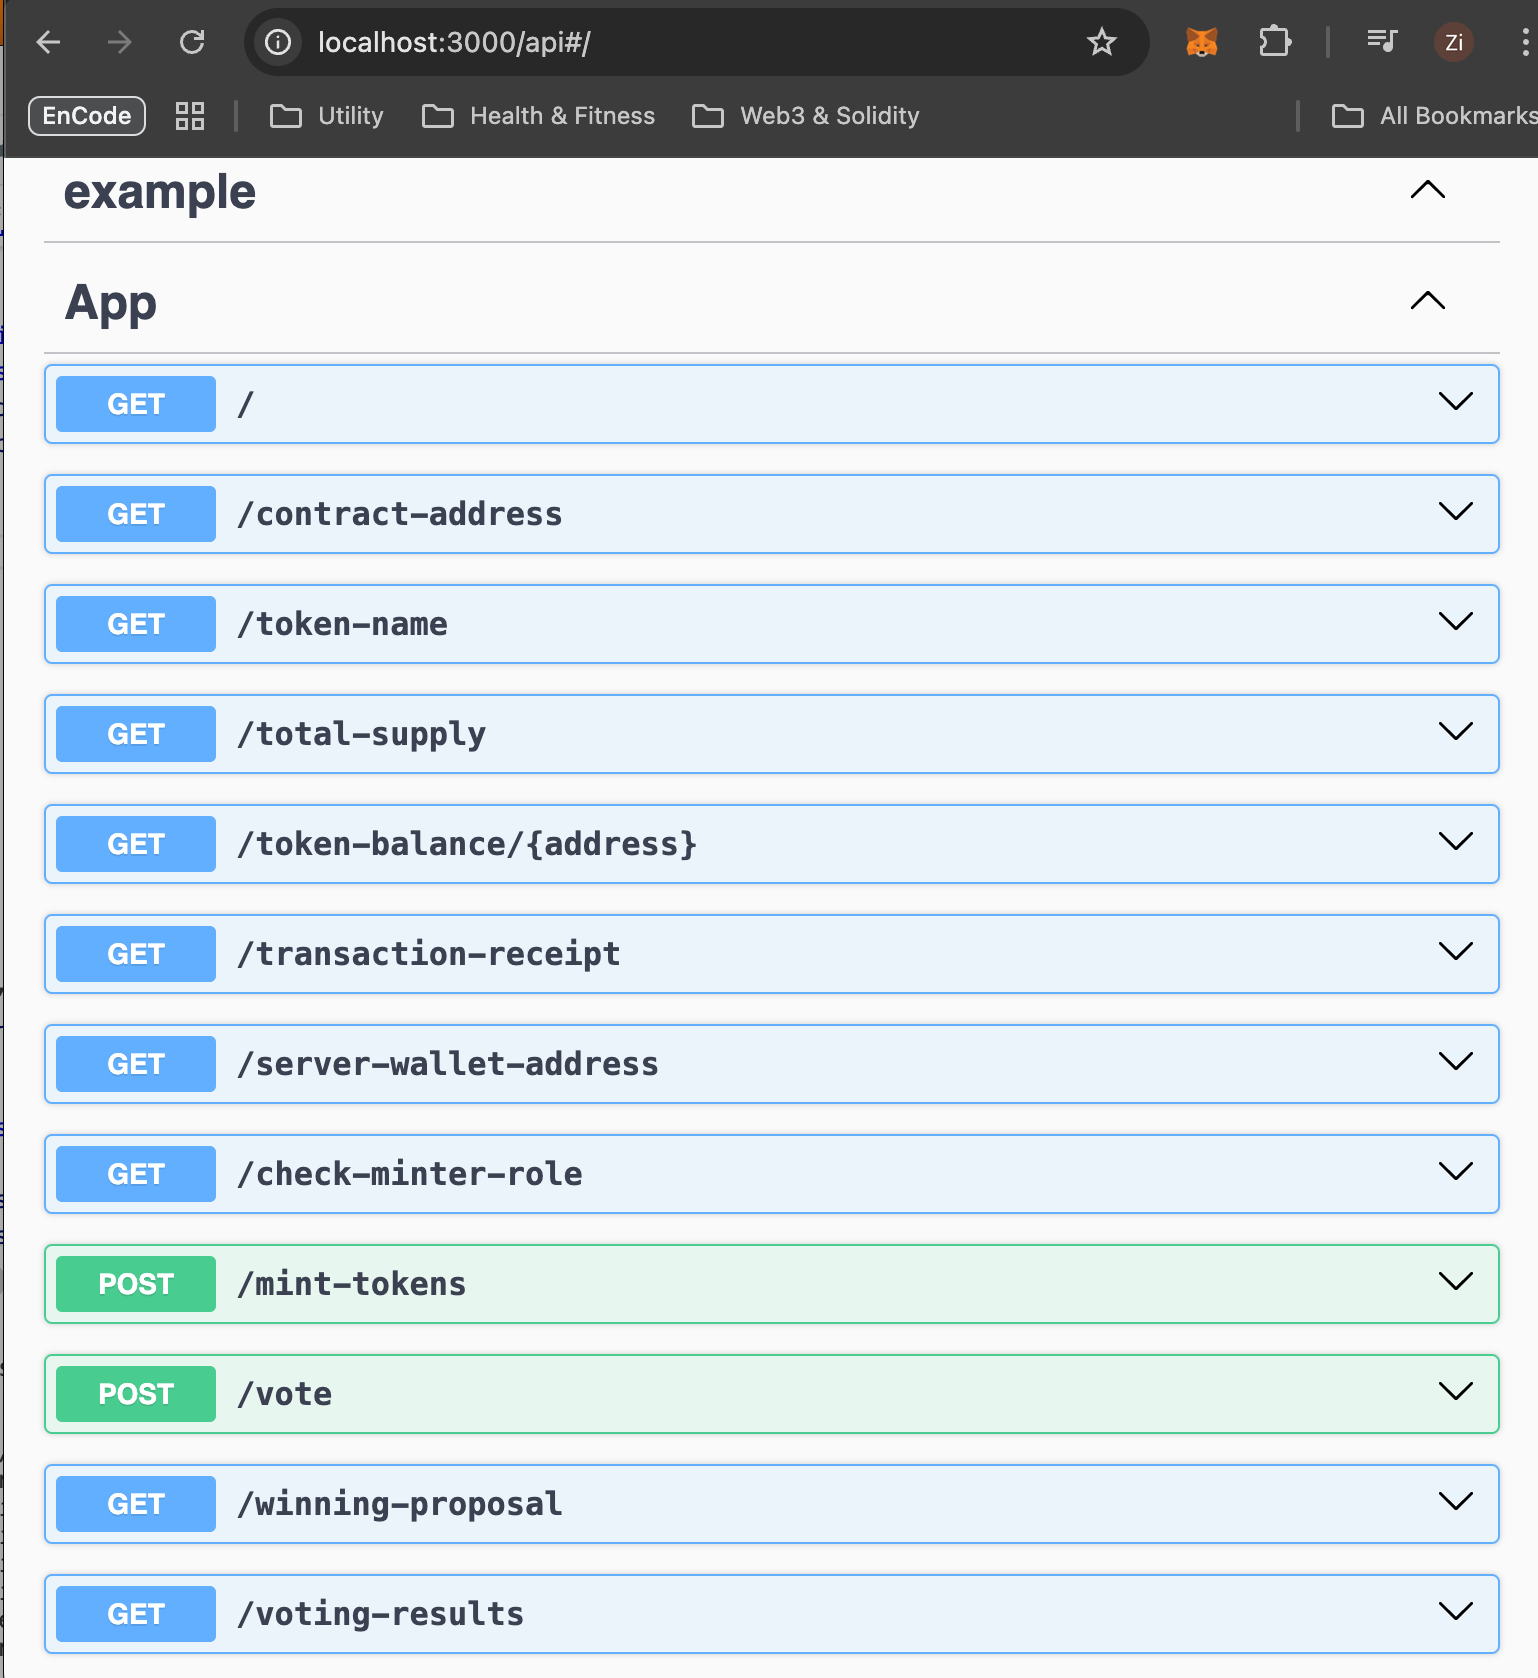 localhost:3000/api#/
Zi
EnCode Utility Health & Fitness Web3 & Solidity All Bookmarks
example
App
GET /
GET /contract-address
GET /token-name
GET /total-supply
GET /token-balance/{address}
GET /transaction-receipt
GET /server-wallet-address
GET /check-minter-role
POST /mint-tokens
POST /vote
GET /winning-proposal
GET /voting-results